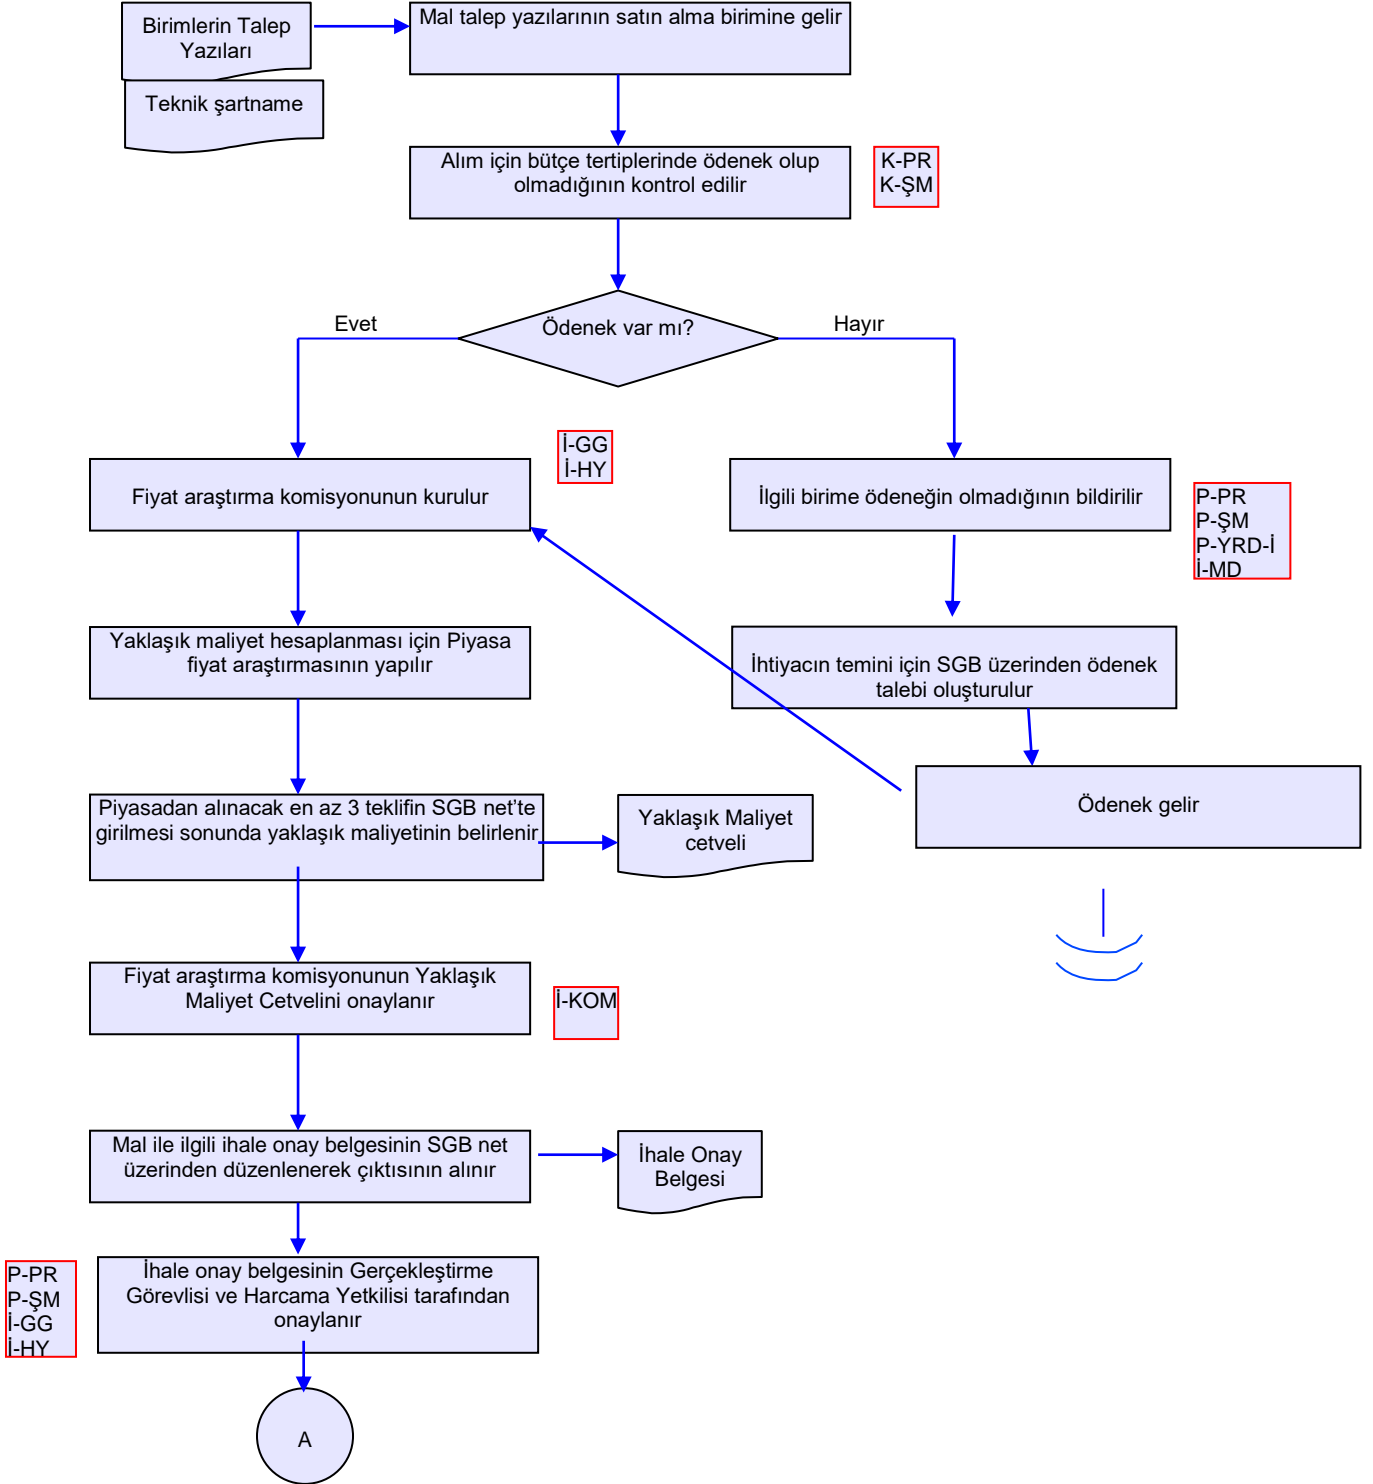 Birimlerin Talep
Yazıları
Mal talep yazılarının satın alma birimine gelir
Teknik şartname
Alım için bütçe tertiplerinde ödenek olup
olmadığının kontrol edilir
K-PR
K-ŞM
Evet
Ödenek var mı?
Hayır
İ-GG
İ-HY
Fiyat araştırma komisyonunun kurulur
İlgili birime ödeneğin olmadığının bildirilir
P-PR
P-ŞM
P-YRD-İ
İ-MD
Yaklaşık maliyet hesaplanması için Piyasa
fiyat araştırmasının yapılır
İhtiyacın temini için SGB üzerinden ödenek
talebi oluşturulur
Ödenek gelir
Piyasadan alınacak en az 3 teklifin SGB net’te
girilmesi sonunda yaklaşık maliyetinin belirlenir
Yaklaşık Maliyet
cetveli
Fiyat araştırma komisyonunun Yaklaşık
Maliyet Cetvelini onaylanır
İ-KOM
Mal ile ilgili ihale onay belgesinin SGB net
üzerinden düzenlenerek çıktısının alınır
İhale Onay
Belgesi
P-PR
P-ŞM
İ-GG
İ-HY
İhale onay belgesinin Gerçekleştirme
Görevlisi ve Harcama Yetkilisi tarafından
onaylanır
A